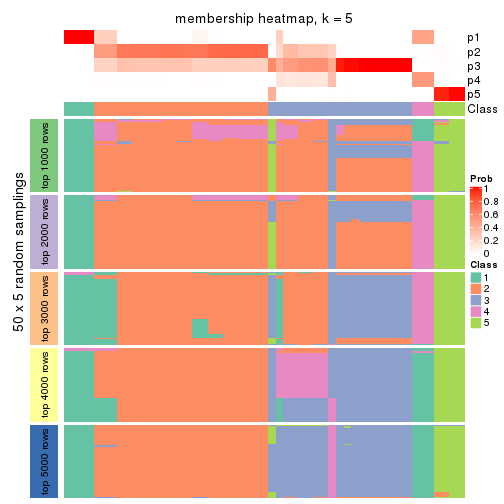 membership heatmap, k = 5
p1
p2
p3
p4
p5
Class
50 x 5 random samplings
top 1000 rows
top 2000 rows
top 3000 rows
top 4000 rows
top 5000 rows
Prob
1
0.8
0.6
0.4
0.2
0
Class
1
2
3
4
5